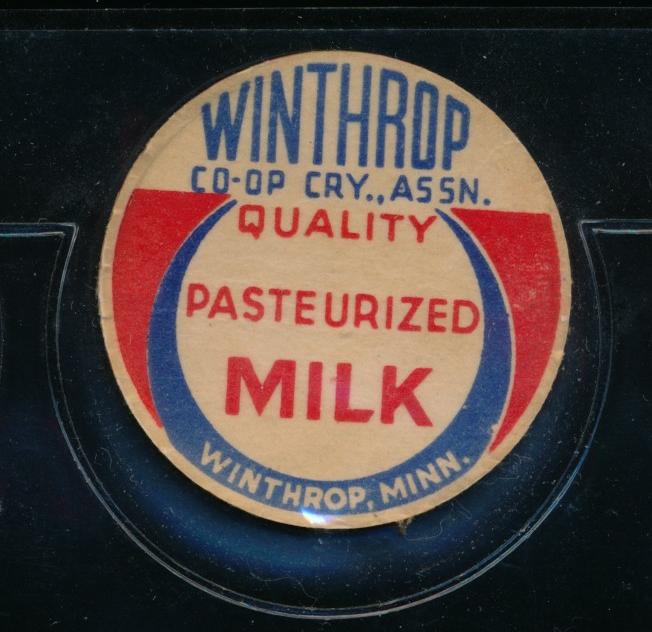 WINTHROP
CO-OP CRY., ASSN.
QUALITY
PASTEURIZED
MILK
WINTHROP, MINN.